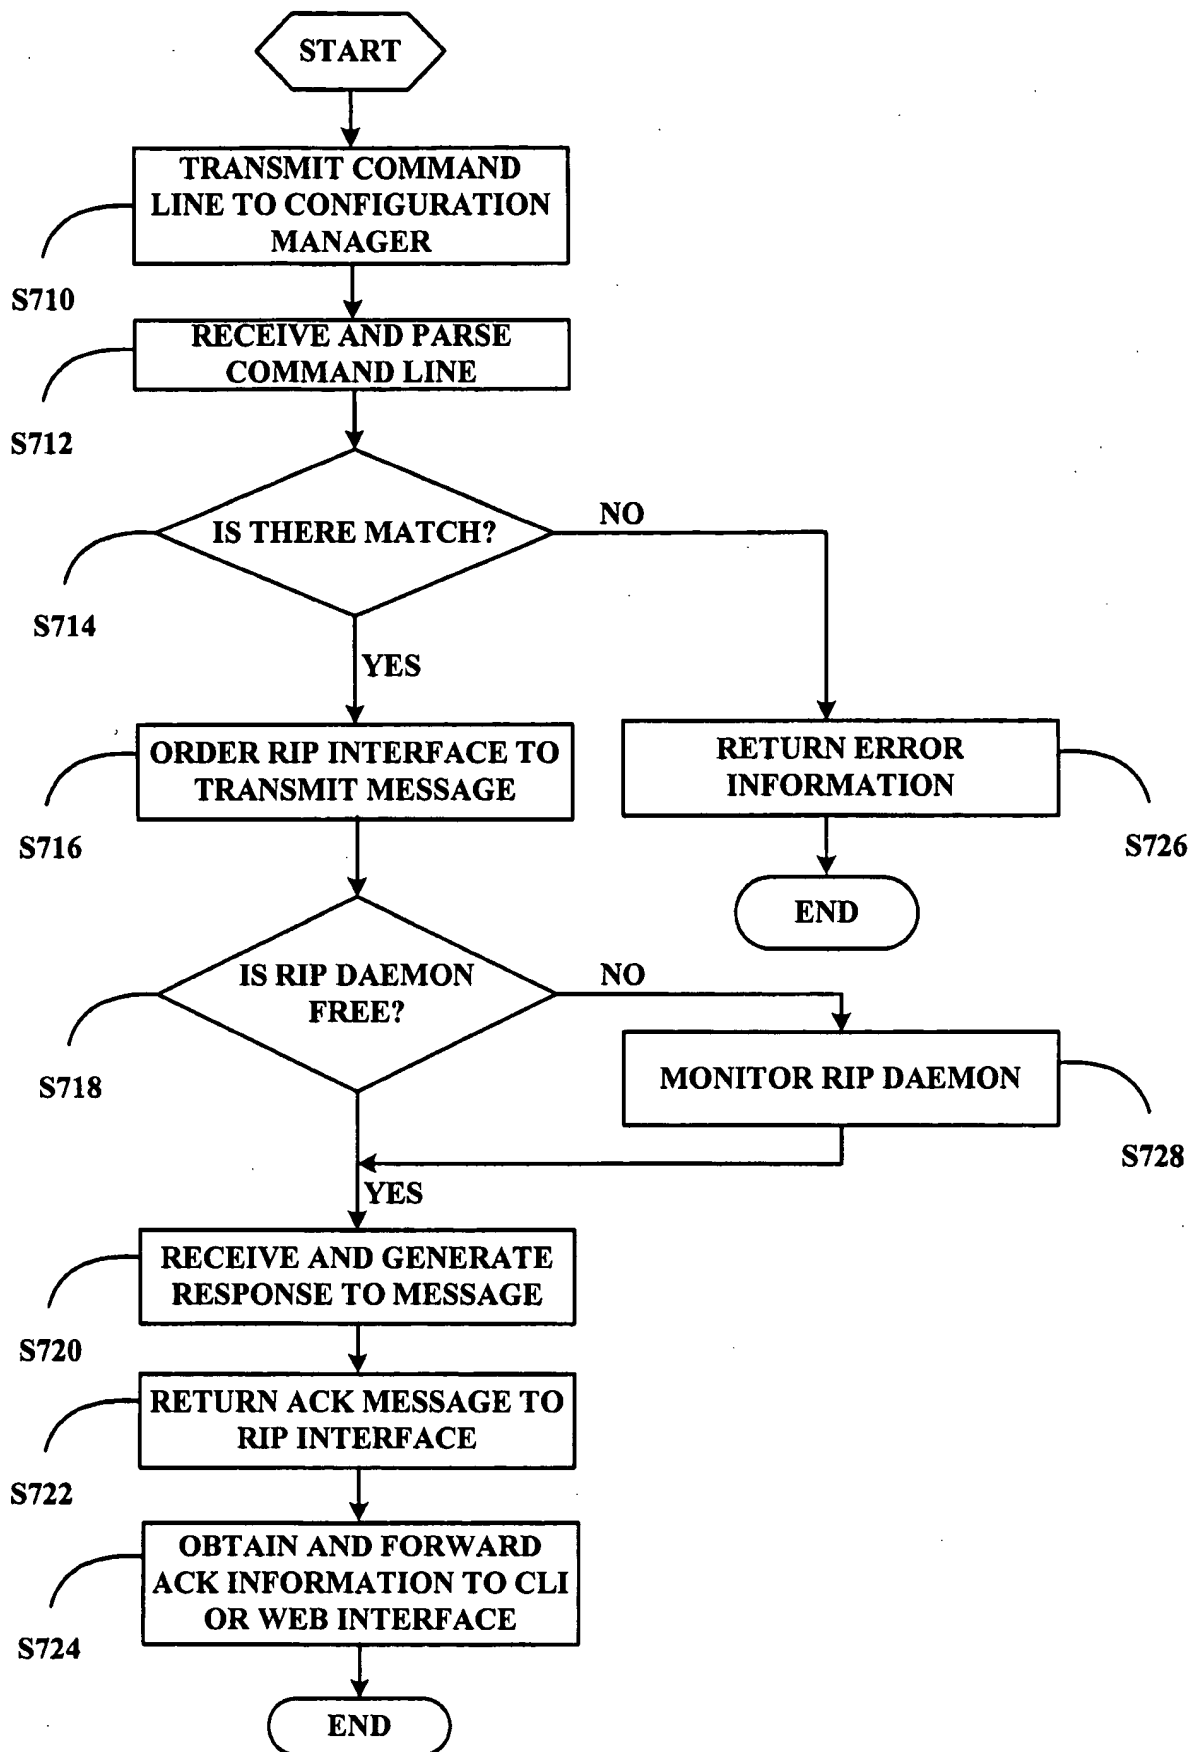 START
TRANSMIT COMMAND
LINE TO CONFIGURATION
MANAGER
S710
RECEIVE AND PARSE
COMMAND LINE
S712
IS THERE MATCH?
NO
S714
YES
ORDER RIP INTERFACE TO
TRANSMIT MESSAGE
S716
RETURN ERROR
INFORMATION
S726
END
IS RIP DAEMON
FREE?
NO
S718
MONITOR RIP DAEMON
S728
YES
RECEIVE AND GENERATE
RESPONSE TO MESSAGE
S720
RETURN ACK MESSAGE TO
RIP INTERFACE
S722
OBTAIN AND FORWARD
ACK INFORMATION TO CLI
OR WEB INTERFACE
S724
END